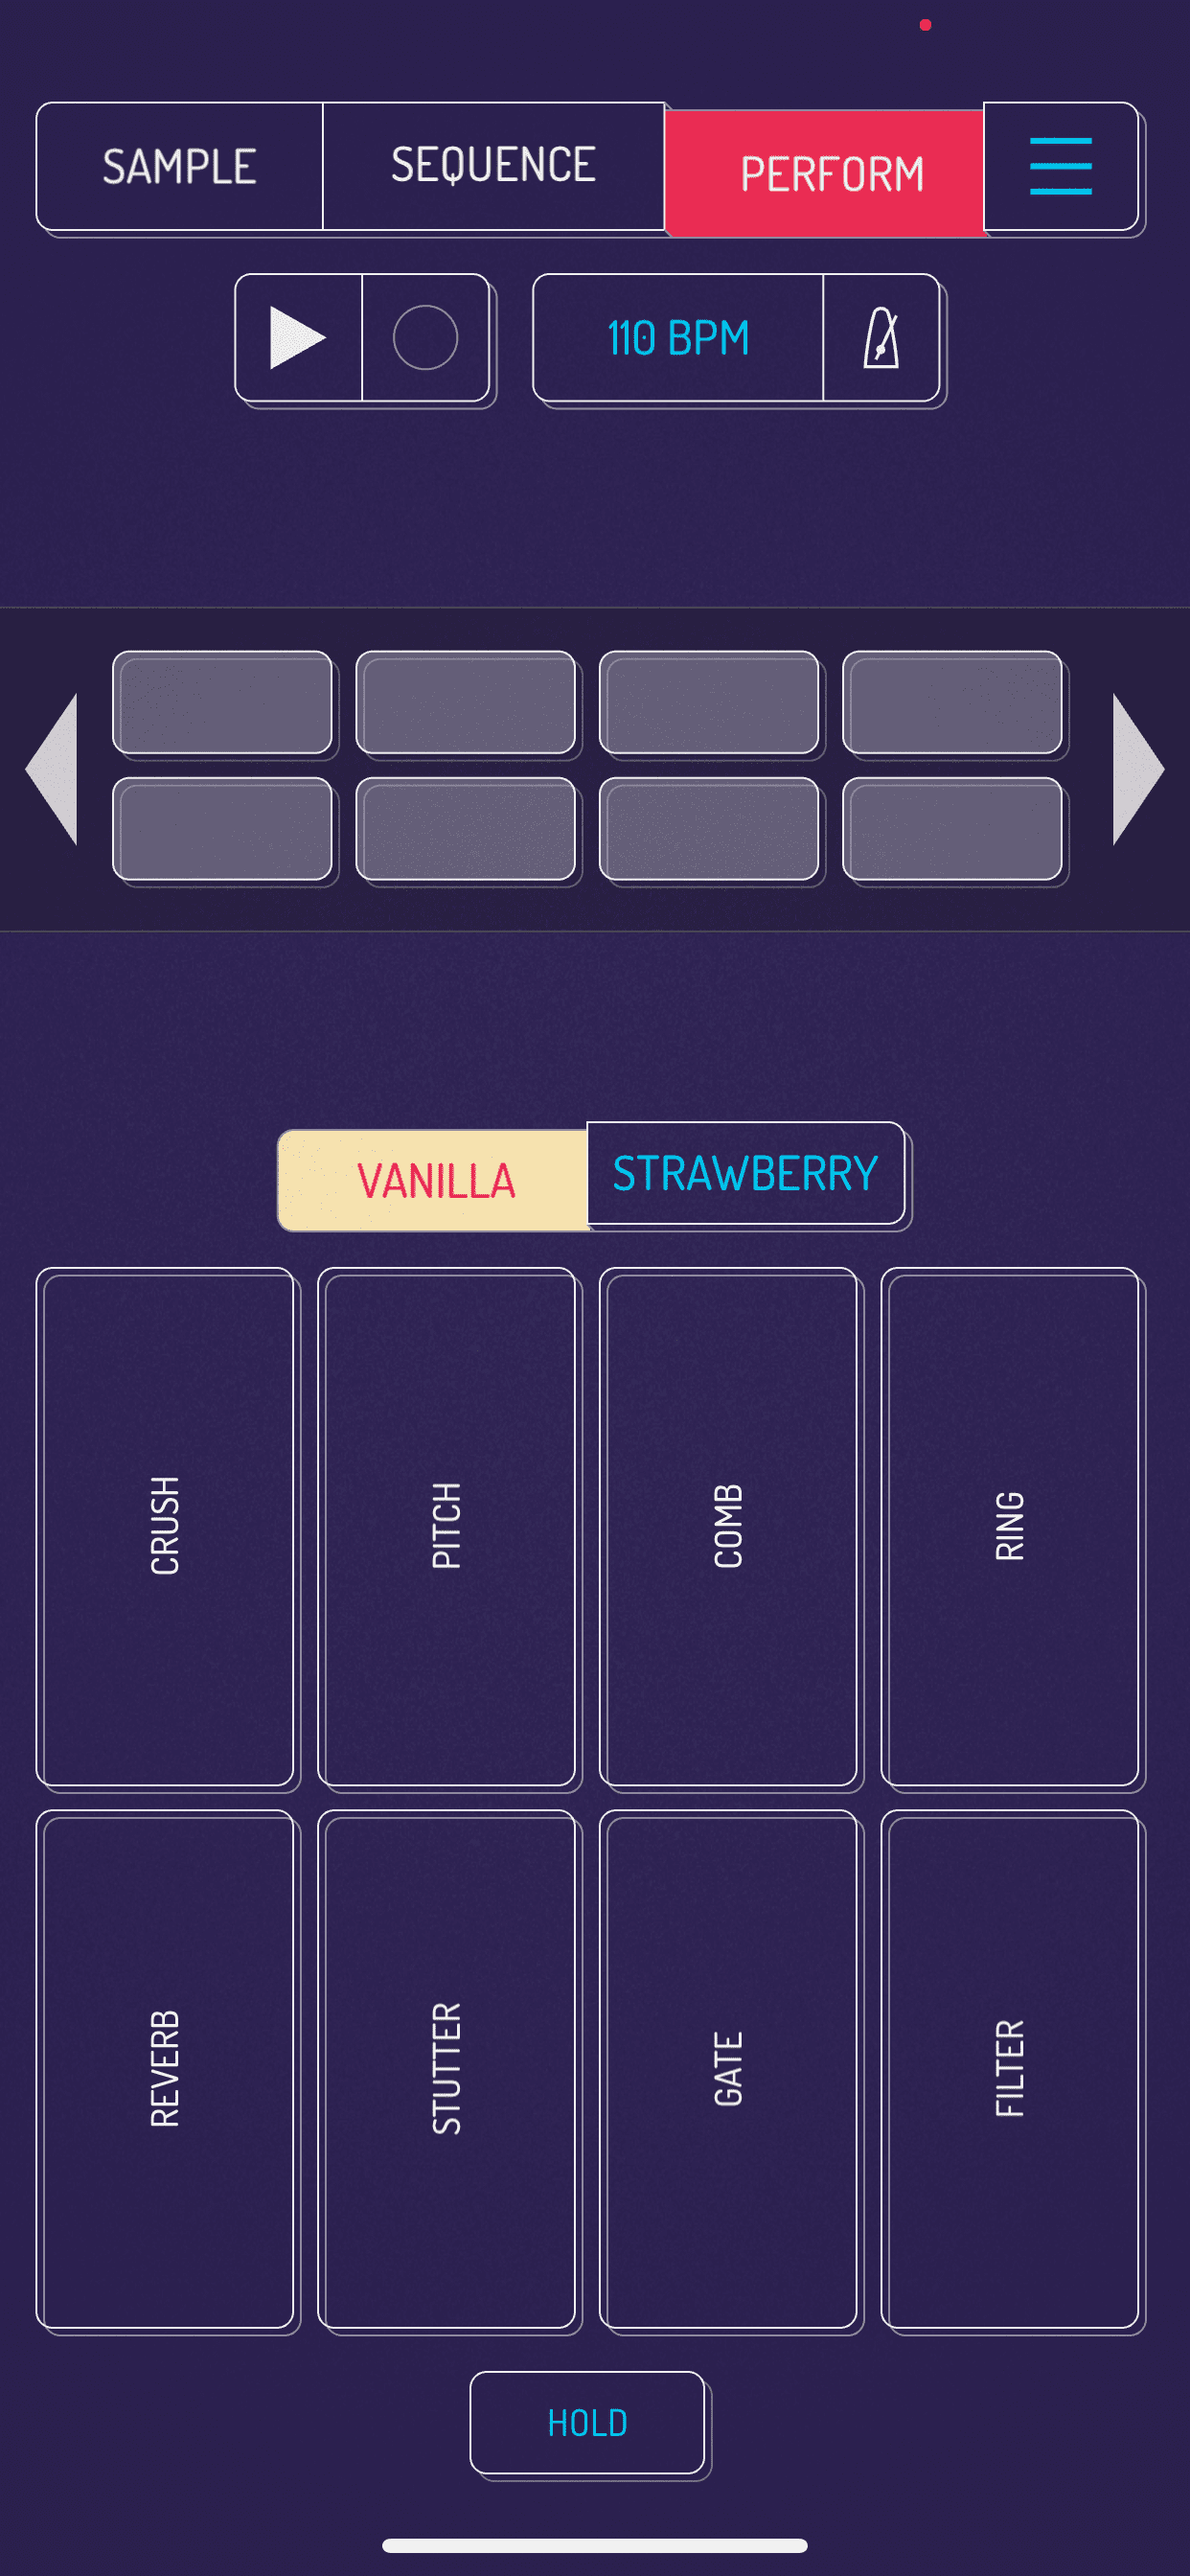 SAMPLE SEQUENCE PERFORM
110 BPM
VANILLA STRAWBERRY
CRUSH PITCH COMB RING
REVERB STUTTER GATE FILTER
HOLD